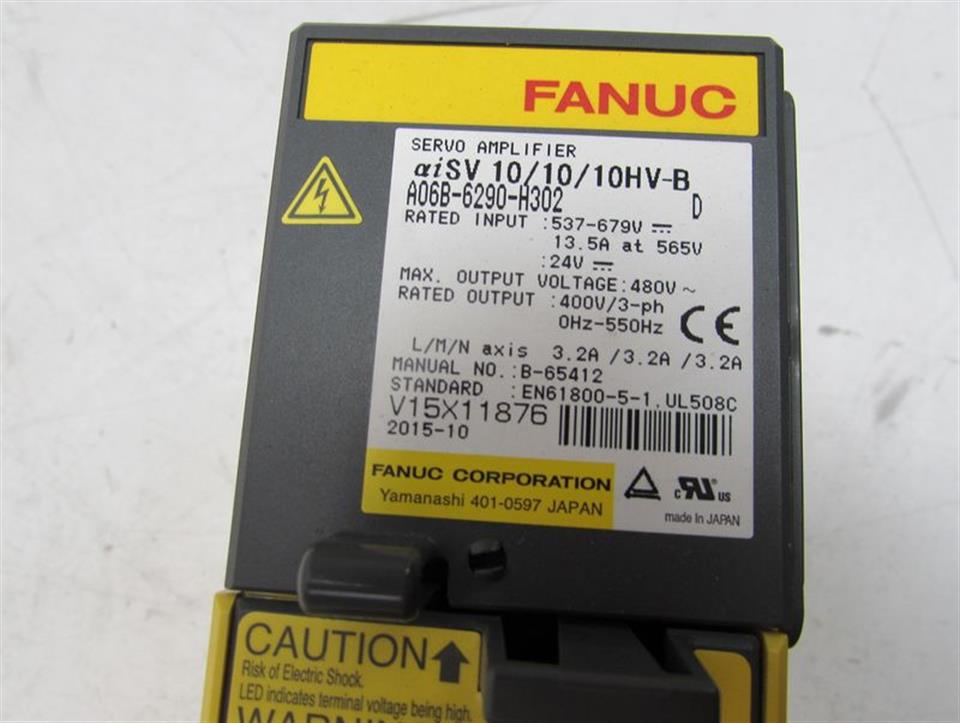 FANUC
SERVO AMPLIFIER
αiSV 10/10/10HV-B
A06B-6290-H302 D
RATED INPUT :537-679V ⎓
13.5A at 565V
:24V ⎓
MAX. OUTPUT VOLTAGE:480V ~
RATED OUTPUT :400V/3-ph
0Hz-550Hz
CE
L/M/N axis 3.2A /3.2A /3.2A
MANUAL NO.:B-65412
STANDARD :EN61800-5-1,UL508C
V15X11876
2015-10
FANUC CORPORATION
Yamanashi 401-0597 JAPAN
c RU us
made in JAPAN
CAUTION
Risk of Electric Shock.
LED indicates terminal voltage being high.
WARNIN